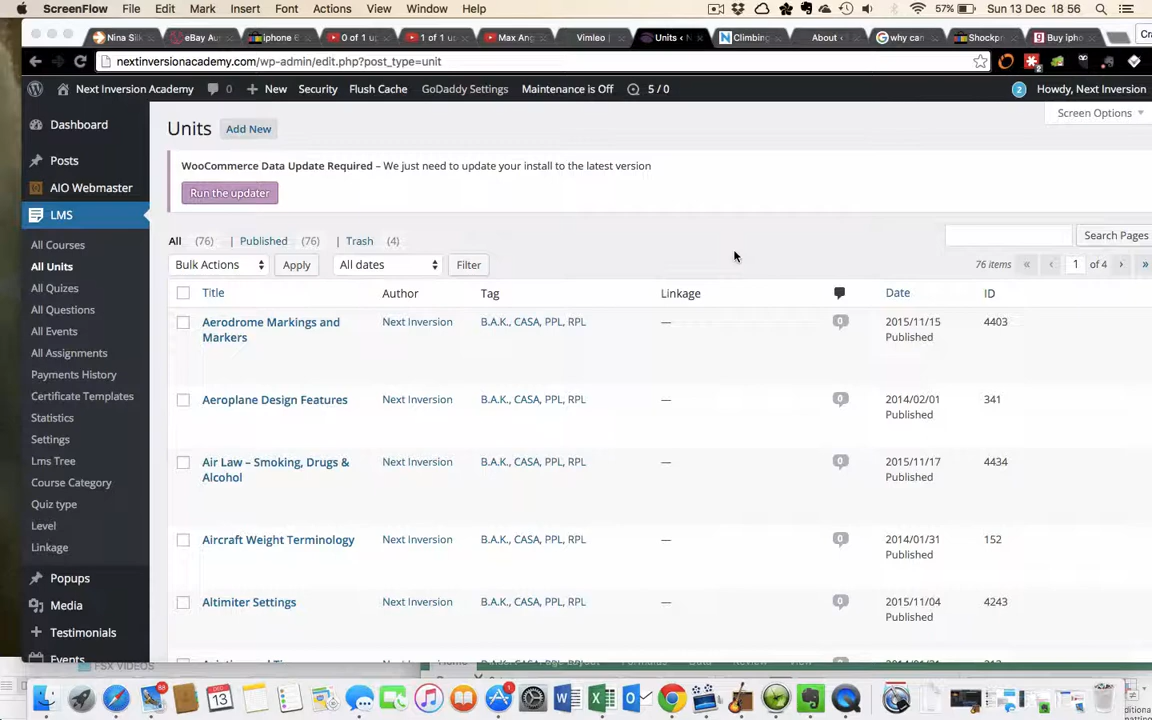 ScreenFlow File Edit Mark Insert Font Actions View Window Help 57% Sun 13 Dec 18 56
Nina Sil eBay Au iphone 6 0 of 1 u 1 of 1 u Max Ang Vimleo Units ‹ N Climbing About ‹ why can Shockp Buy ipho Cr
nextinversionacademy.com/wp-admin/edit.php?post_type=unit
Next Inversion Academy 0 + New Security Flush Cache GoDaddy Settings Maintenance is Off 5 / 0 2 Howdy, Next Inversion
Screen Options
Dashboard
Posts
AIO Webmaster
LMS
All Courses
All Units
All Quizes
All Questions
All Events
All Assignments
Payments History
Certificate Templates
Statistics
Settings
Lms Tree
Course Category
Quiz type
Level
Linkage
Popups
Media
Testimonials
Events
Units Add New
WooCommerce Data Update Required – We just need to update your install to the latest version
Run the updater
All (76) | Published (76) | Trash (4)
Search Pages
Bulk Actions Apply All dates Filter
76 items « ‹ 1 of 4 › »
Title Author Tag Linkage Date ID
Aerodrome Markings and Next Inversion B.A.K., CASA, PPL, RPL — 0 2015/11/15 4403
Markers Published
Aeroplane Design Features Next Inversion B.A.K., CASA, PPL, RPL — 0 2014/02/01 341
Published
Air Law – Smoking, Drugs & Next Inversion B.A.K., CASA, PPL, RPL — 0 2015/11/17 4434
Alcohol Published
Aircraft Weight Terminology Next Inversion B.A.K., CASA, PPL, RPL — 0 2014/01/31 152
Published
Altimiter Settings Next Inversion B.A.K., CASA, PPL, RPL — 0 2015/11/04 4243
Published
FSX VIDEOS